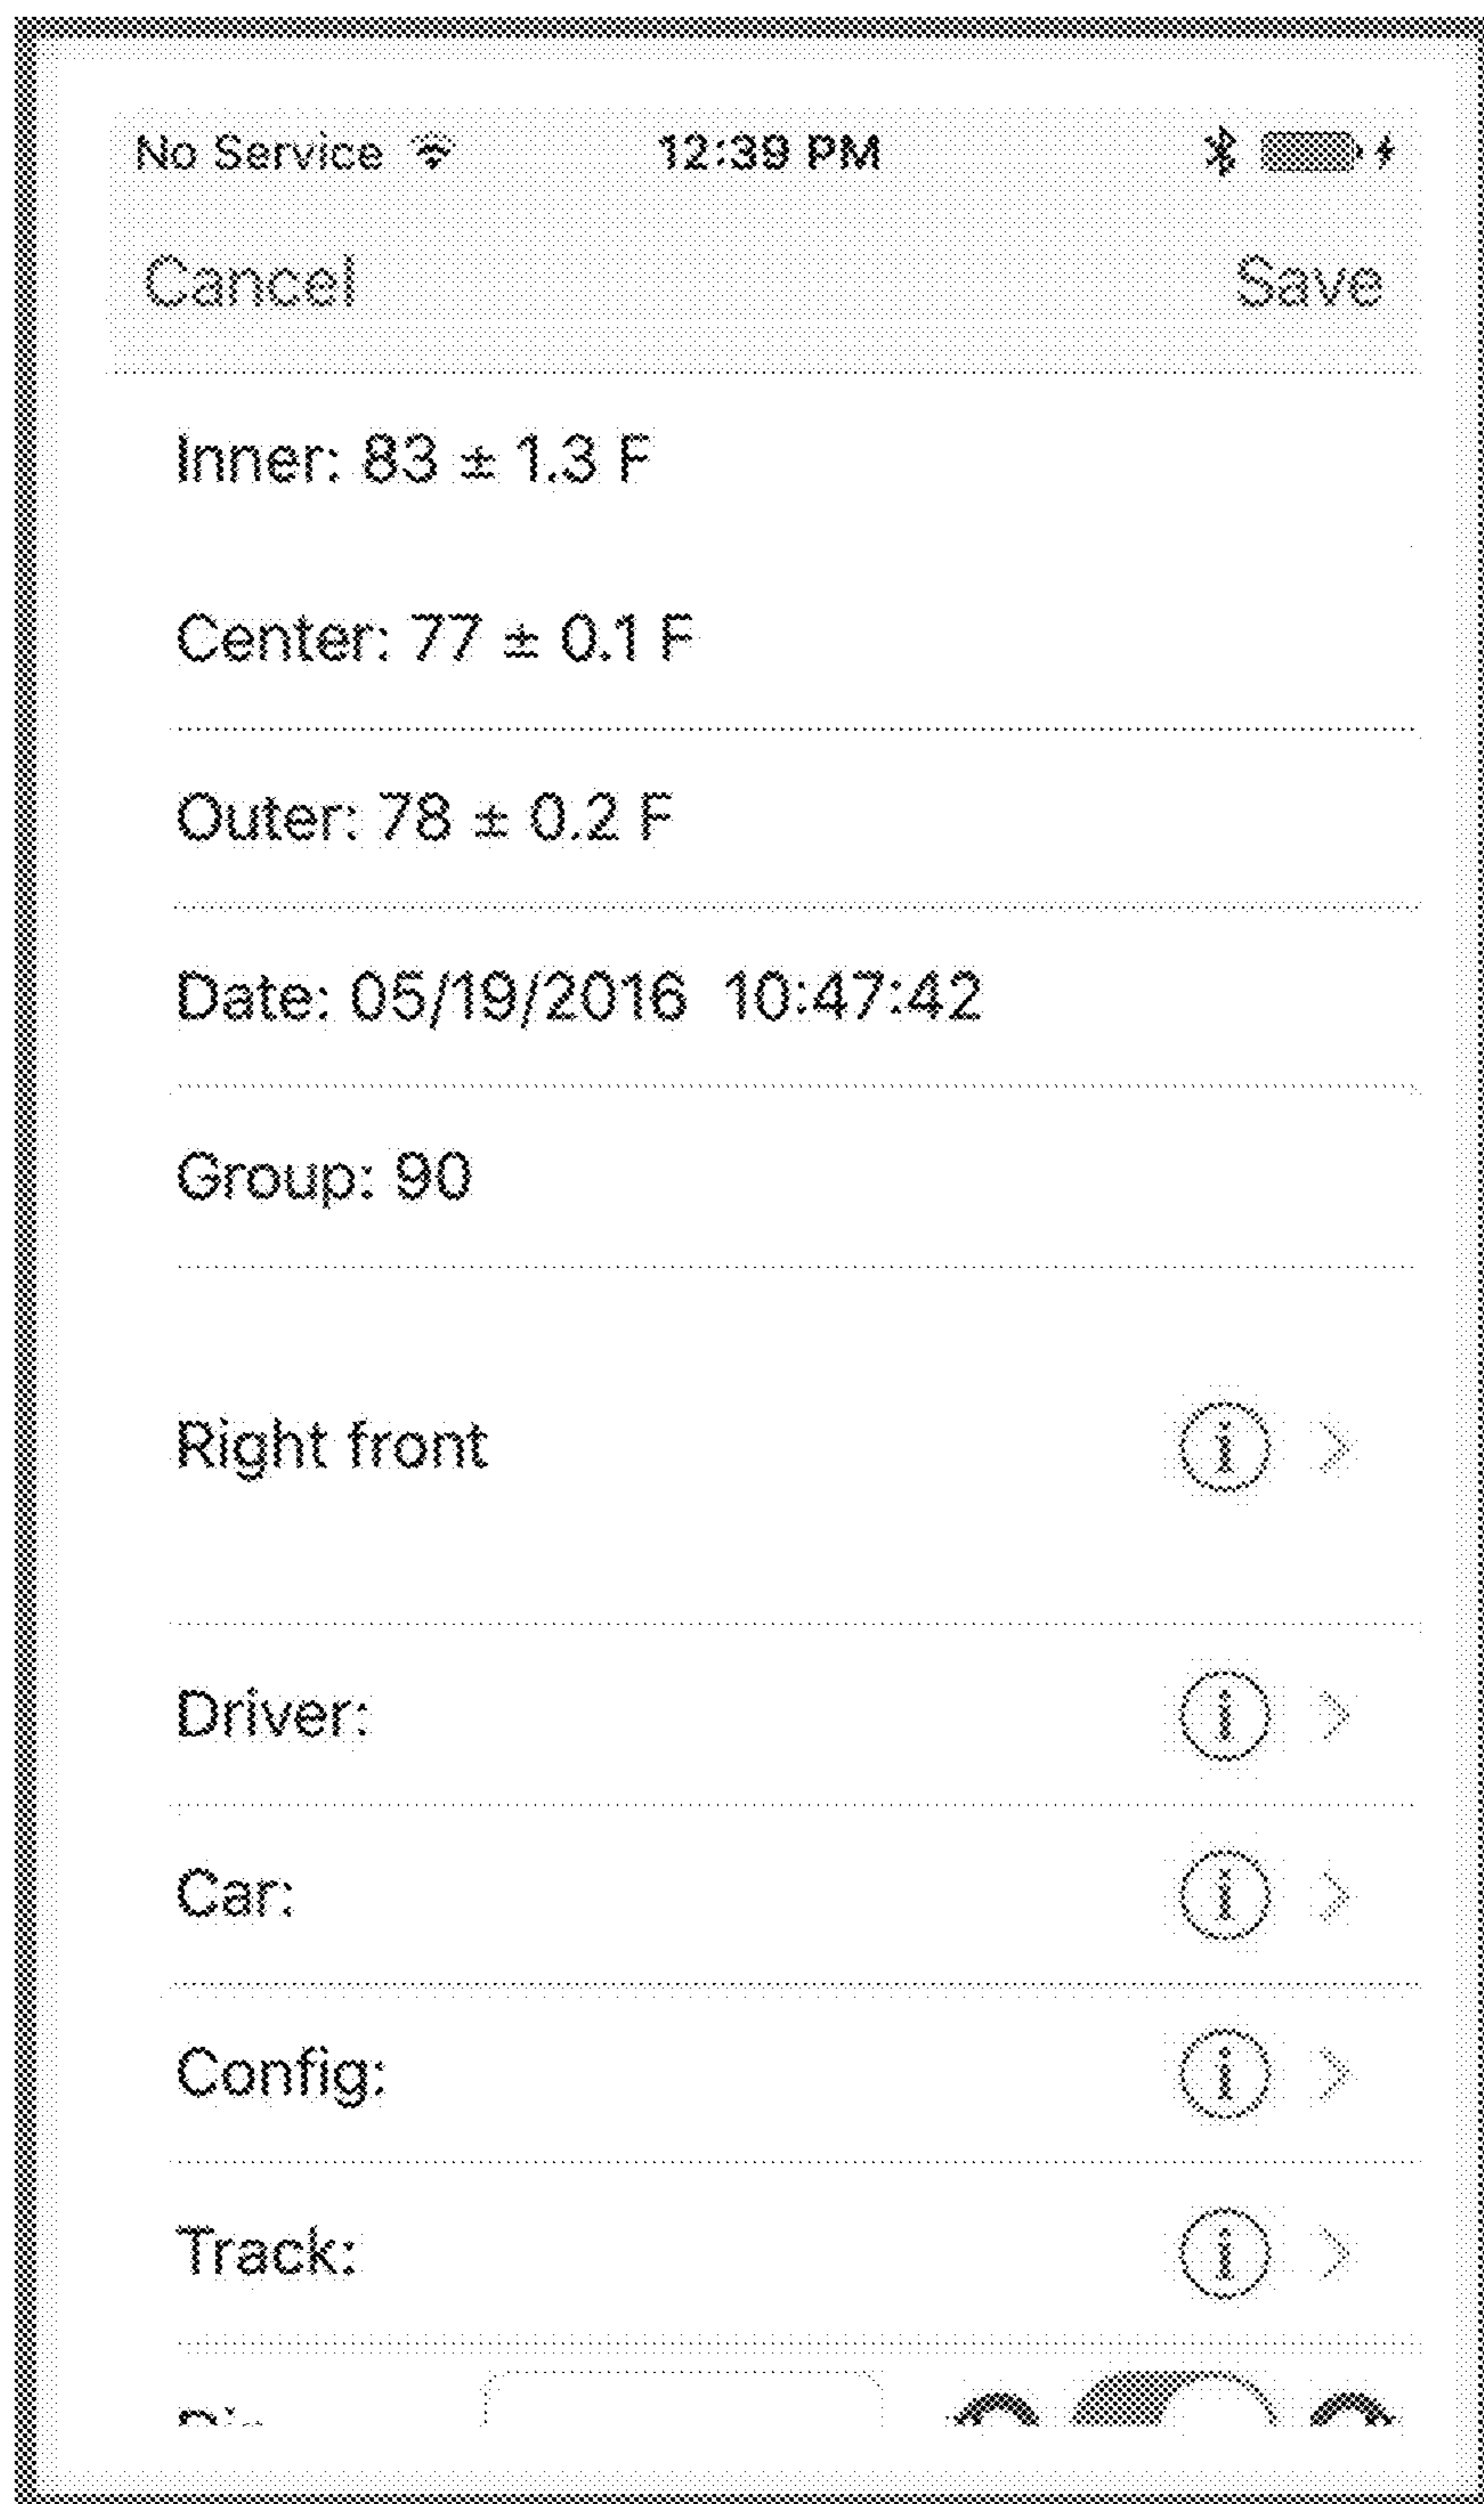 No Service 12:39 PM
Cancel Save
Inner: 83 ± 1.3 F
Center: 77 ± 0.1 F
Outer: 78 ± 0.2 F
Date: 05/19/2016 10:47:42
Group: 90
Right front
Driver:
Car:
Config:
Track: